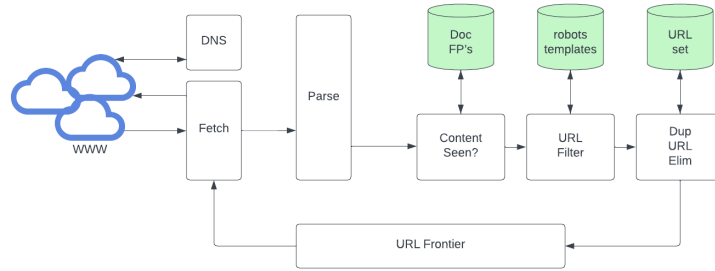 DNS
Fetch
WWW
Parse
Doc
FP's
robots
templates
URL
set
Content
Seen?
URL
Filter
Dup
URL
Elim
URL Frontier